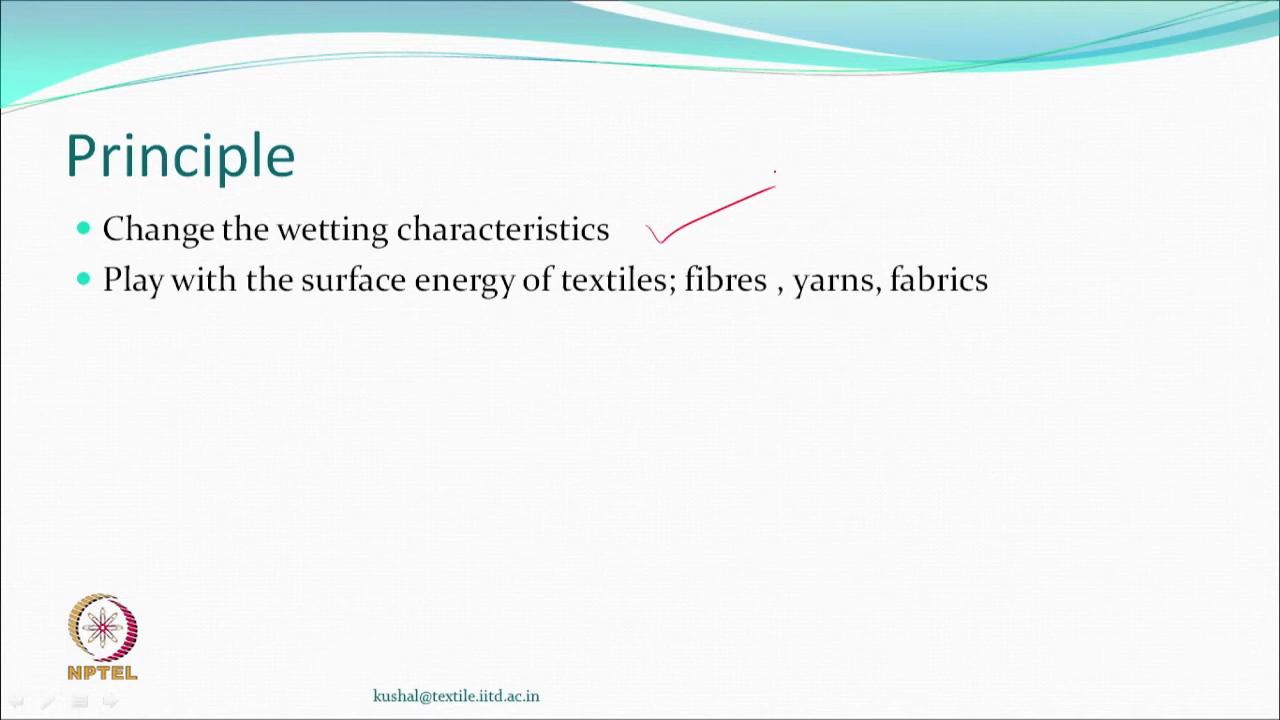 Principle
Change the wetting characteristics
Play with the surface energy of textiles; fibres , yarns, fabrics
NPTEL
kushal@textile.iitd.ac.in